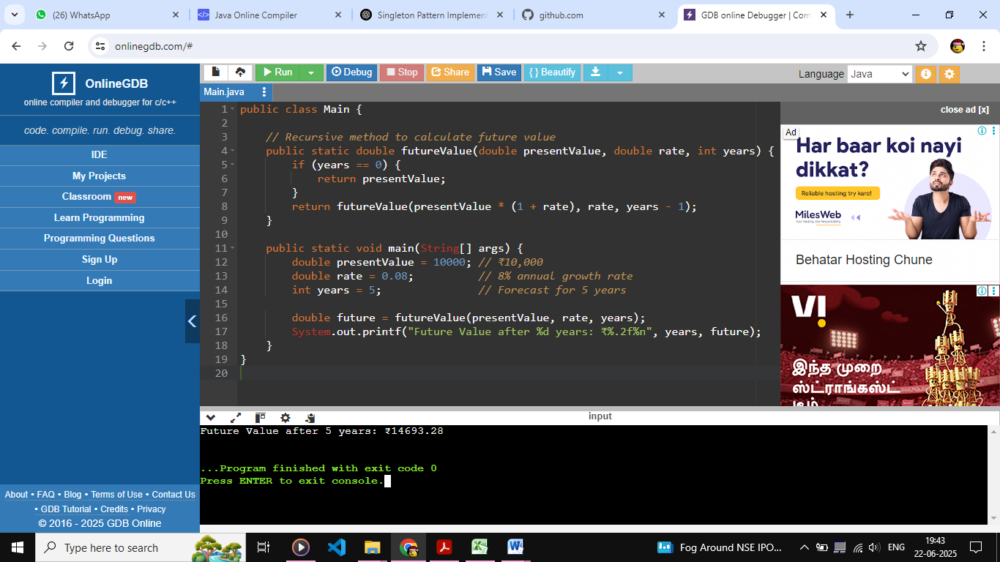 (26) WhatsApp
Java Online Compiler
Singleton Pattern Implemen
github.com
GDB online Debugger | Com
onlinegdb.com/#
OnlineGDB
online compiler and debugger for c/c++
code. compile. run. debug. share.
IDE
My Projects
Classroom new
Learn Programming
Programming Questions
Sign Up
Login
About • FAQ • Blog • Terms of Use • Contact Us
• GDB Tutorial • Credits • Privacy
© 2016 - 2025 GDB Online
Run Debug Stop Share Save { } Beautify
Language Java
Main.java
1 public class Main {
2
3 // Recursive method to calculate future value
4 public static double futureValue(double presentValue, double rate, int years) {
5 if (years == 0) {
6 return presentValue;
7 }
8 return futureValue(presentValue * (1 + rate), rate, years - 1);
9 }
10
11 public static void main(String[] args) {
12 double presentValue = 10000; // ₹10,000
13 double rate = 0.08; // 8% annual growth rate
14 int years = 5; // Forecast for 5 years
15
16 double future = futureValue(presentValue, rate, years);
17 System.out.printf("Future Value after %d years: ₹%.2f%n", years, future);
18 }
19 }
20
close ad [x]
Ad
Har baar koi nayi
dikkat?
Reliable hosting try karo!
MilesWeb
Your Hosting, Our Responsibility
Behatar Hosting Chune
VI
இந்த முறை
ஸ்ட்ராங்கஸ்ட்
டீம்
input
Future Value after 5 years: ₹14693.28
...Program finished with exit code 0
Press ENTER to exit console.
Type here to search
Fog Around NSE IPO...
ENG
19:43
22-06-2025